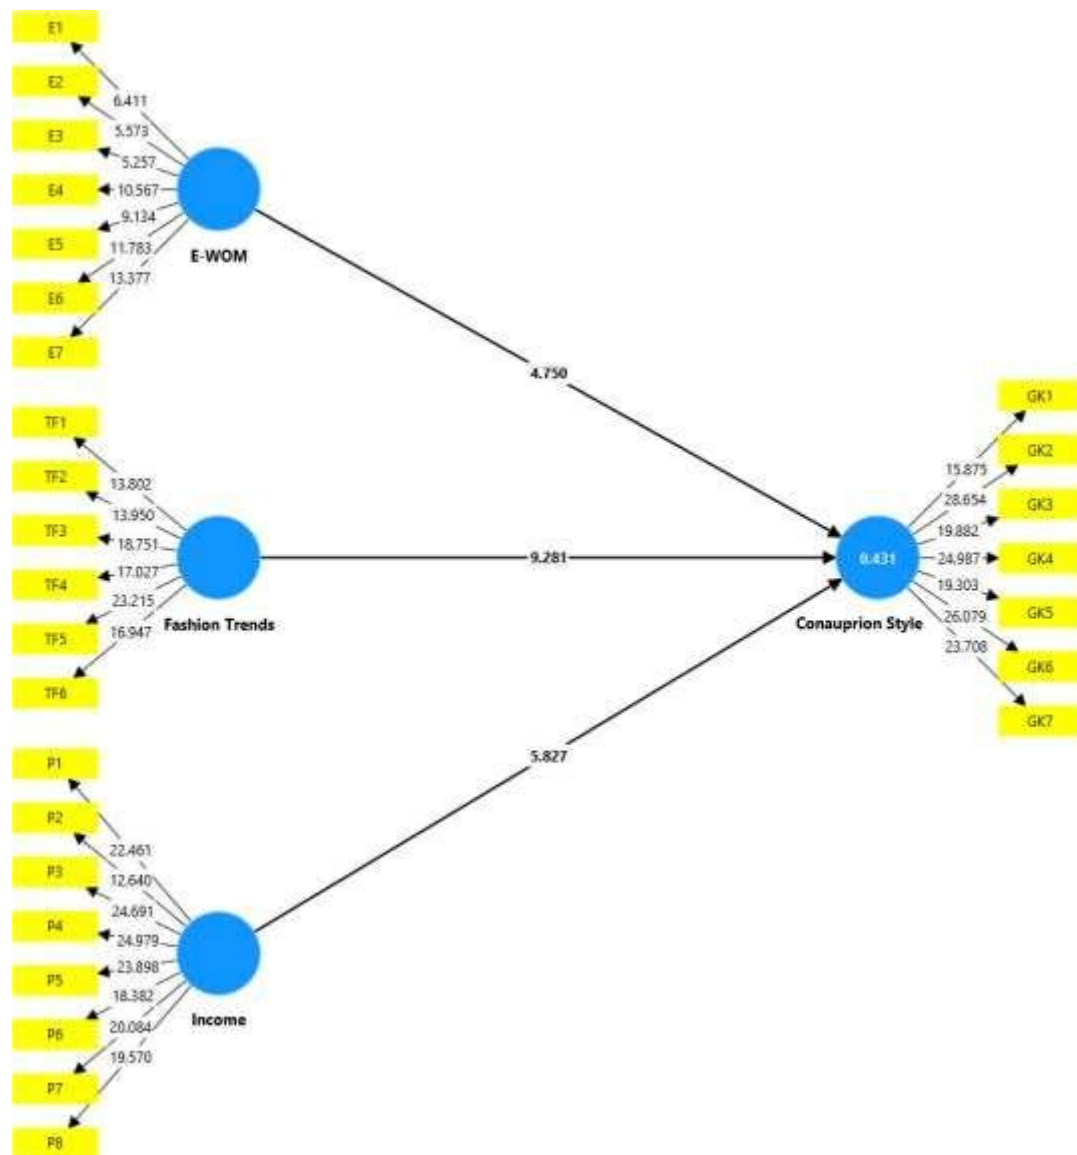 E1
E2
E3
E4
E5
E6
E7
6.411
5.573
5.257
10.567
9.134
11.783
13.377
E-WOM
4.750
TF1
TF2
TF3
TF4
TF5
TF6
13.802
13.950
18.751
17.027
23.215
16.947
Fashion Trends
9.281
P1
P2
P3
P4
P5
P6
P7
P8
22.461
12.640
24.691
24.979
23.898
18.382
20.084
19.570
Income
5.827
0.431
Conauprion Style
15.875
28.654
19.882
24.987
19.303
26.079
23.708
GK1
GK2
GK3
GK4
GK5
GK6
GK7